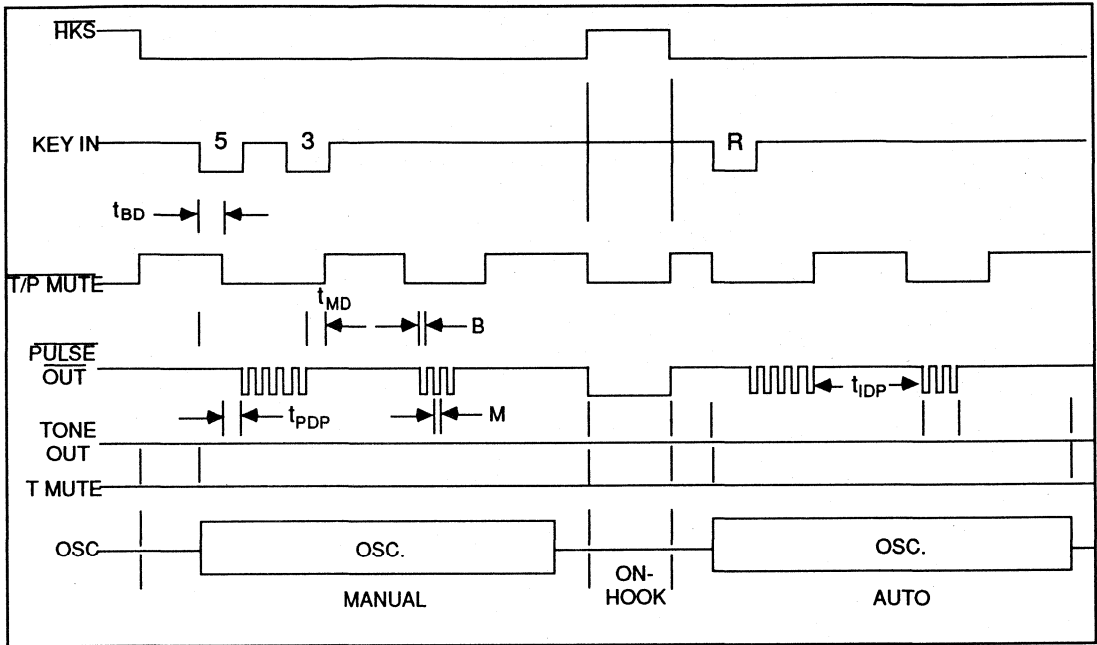 HKS
KEY IN
5
3
R
tBD
T/P MUTE
tMD
B
PULSE
OUT
tIDP
tPDP
M
TONE
OUT
T MUTE
OSC
OSC.
OSC.
ON-
HOOK
MANUAL
AUTO